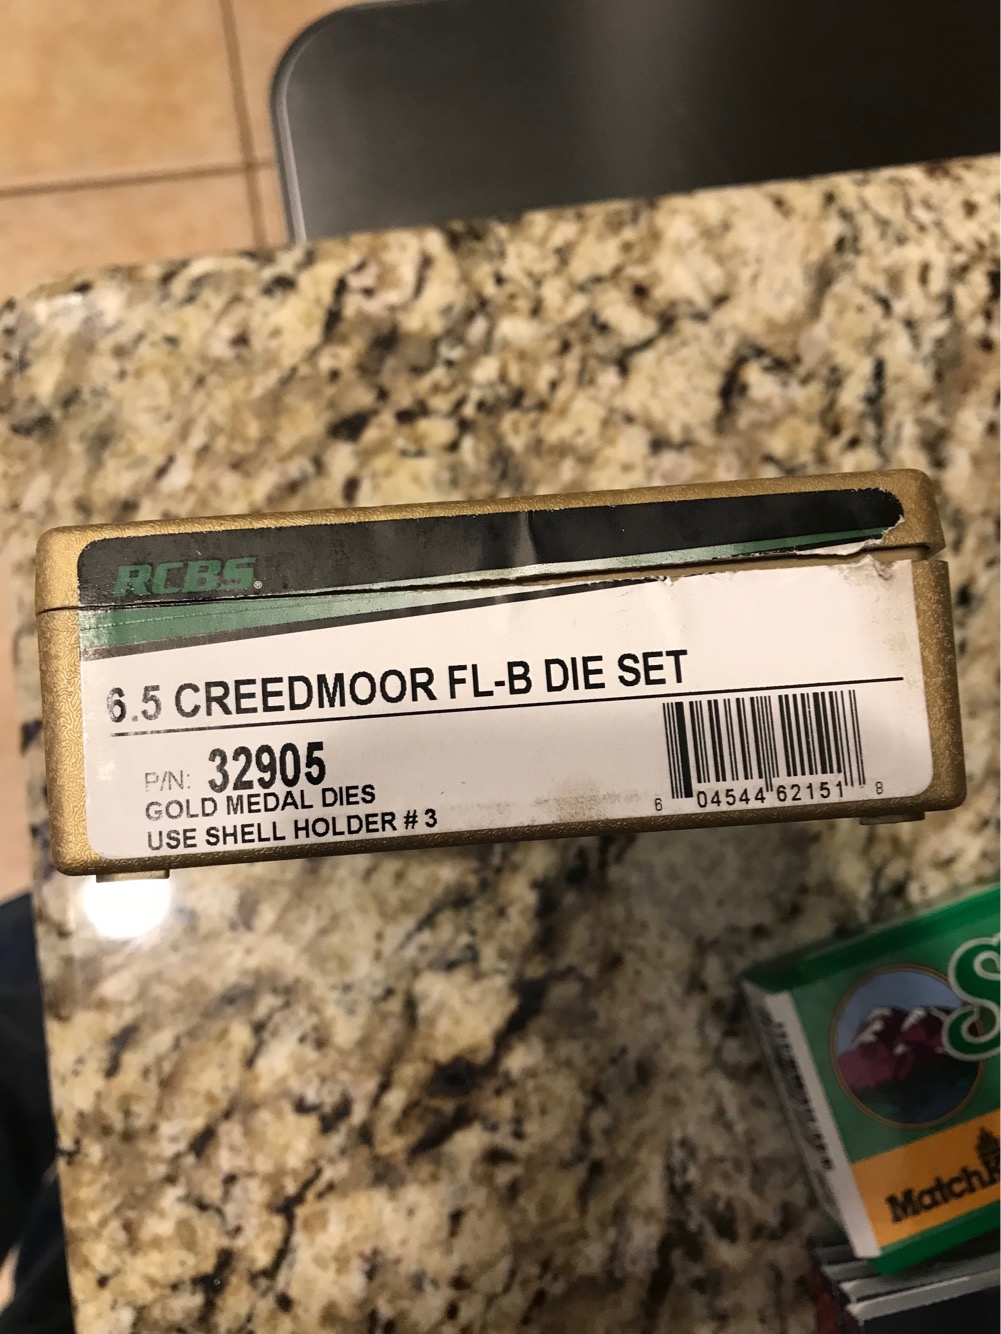 RCBS®
6.5 CREEDMOOR FL-B DIE SET
P/N: 32905
GOLD MEDAL DIES
USE SHELL HOLDER # 3
6 04544 62151 8
S
Match